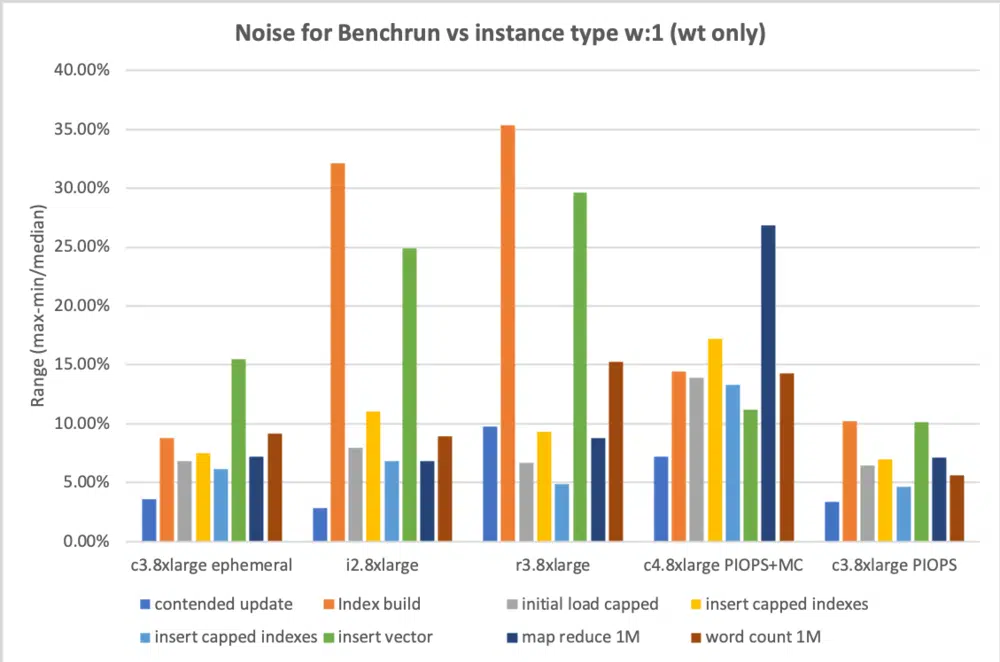 Noise for Benchrun vs instance type w:1 (wt only)
40.00%
35.00%
30.00%
25.00%
20.00%
15.00%
10.00%
5.00%
0.00%
Range (max-min/median)
c3.8xlarge ephemeral
i2.8xlarge
r3.8xlarge
c4.8xlarge PIOPS+MC
c3.8xlarge PIOPS
contended update
Index build
initial load capped
insert capped indexes
insert capped indexes
insert vector
map reduce 1M
word count 1M